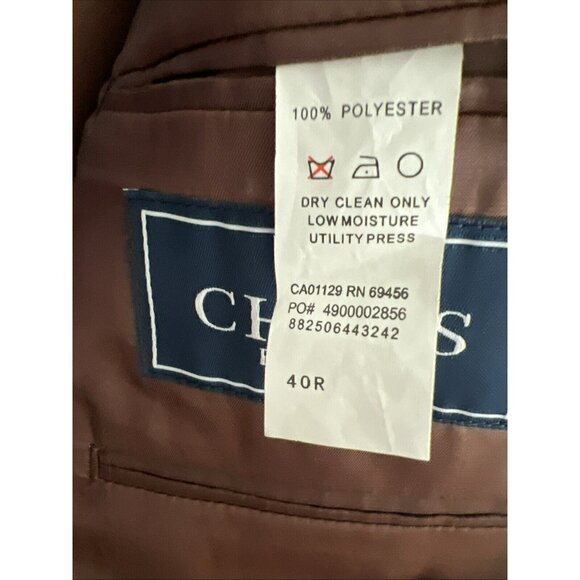 100% POLYESTER
DRY CLEAN ONLY
LOW MOISTURE
UTILITY PRESS
CA01129 RN 69456
PO# 4900002856
882506443242
40R